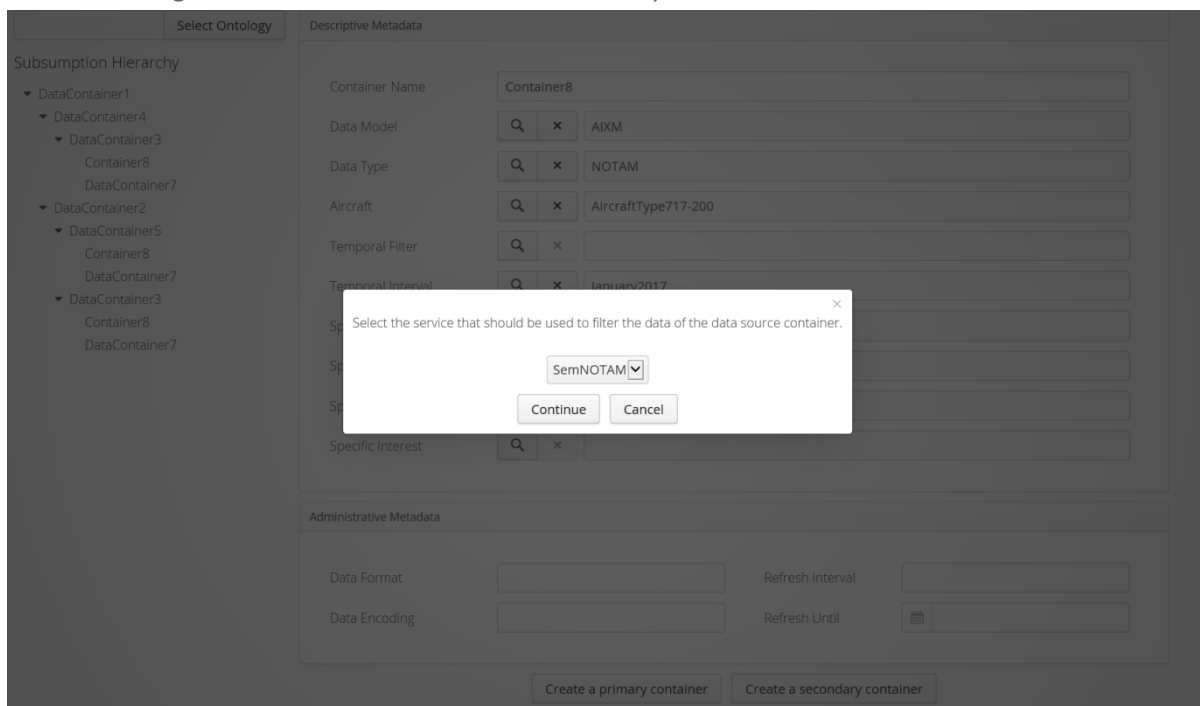 Select Ontology
Descriptive Metadata
Subsumption Hierarchy
DataContainer1
DataContainer4
DataContainer3
Container8
DataContainer7
DataContainer2
DataContainer5
Container8
DataContainer7
DataContainer3
Container8
DataContainer7
Container Name Container8
Data Model AIXM
Data Type NOTAM
Aircraft AircraftType717-200
Temporal Filter
Temporal Interval January2017
Select the service that should be used to filter the data of the data source container.
SemNOTAM
Continue Cancel
Specific Interest
Administrative Metadata
Data Format Refresh Interval
Data Encoding Refresh Until
Create a primary container Create a secondary container